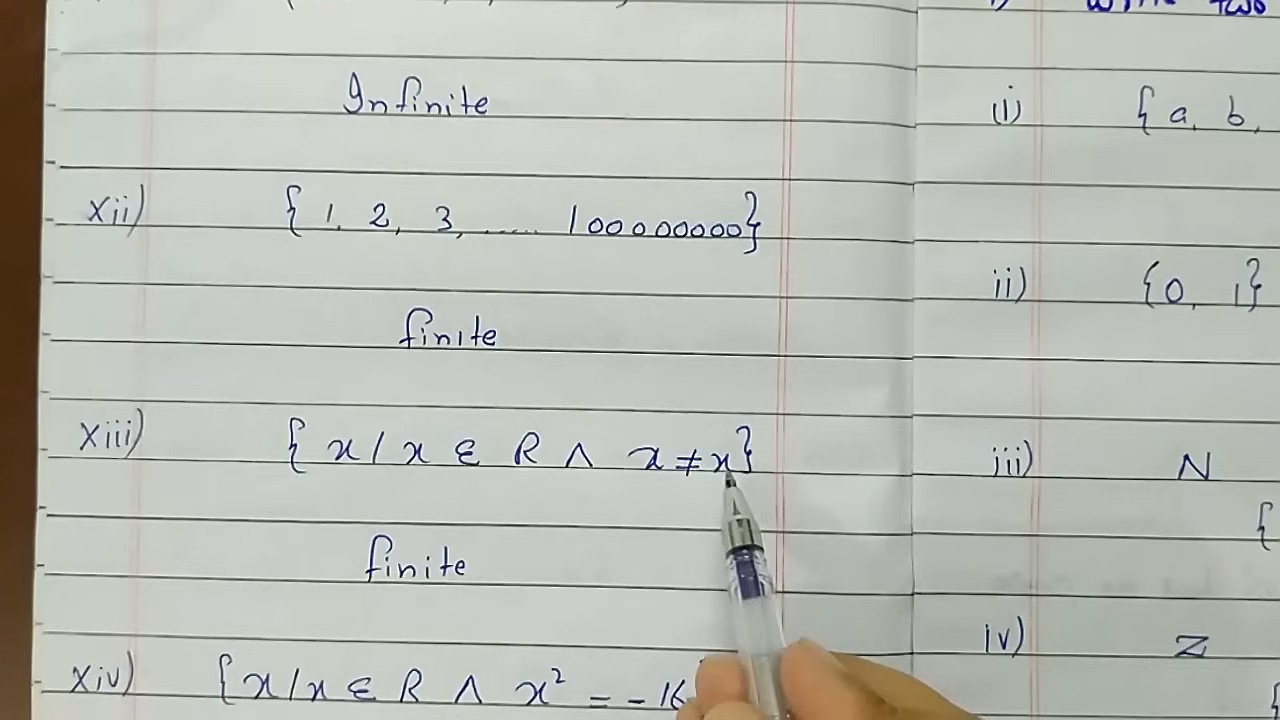 Infinite
xii) { 1, 2, 3, ..... 100000000}
finite
xiii) { x / x ∈ R ∧ x ≠ x}
finite
xiv) { x / x ∈ R ∧ x² = -16
(i) { a, b,
ii) {0, 1}
iii) N
{
iv) Z
{